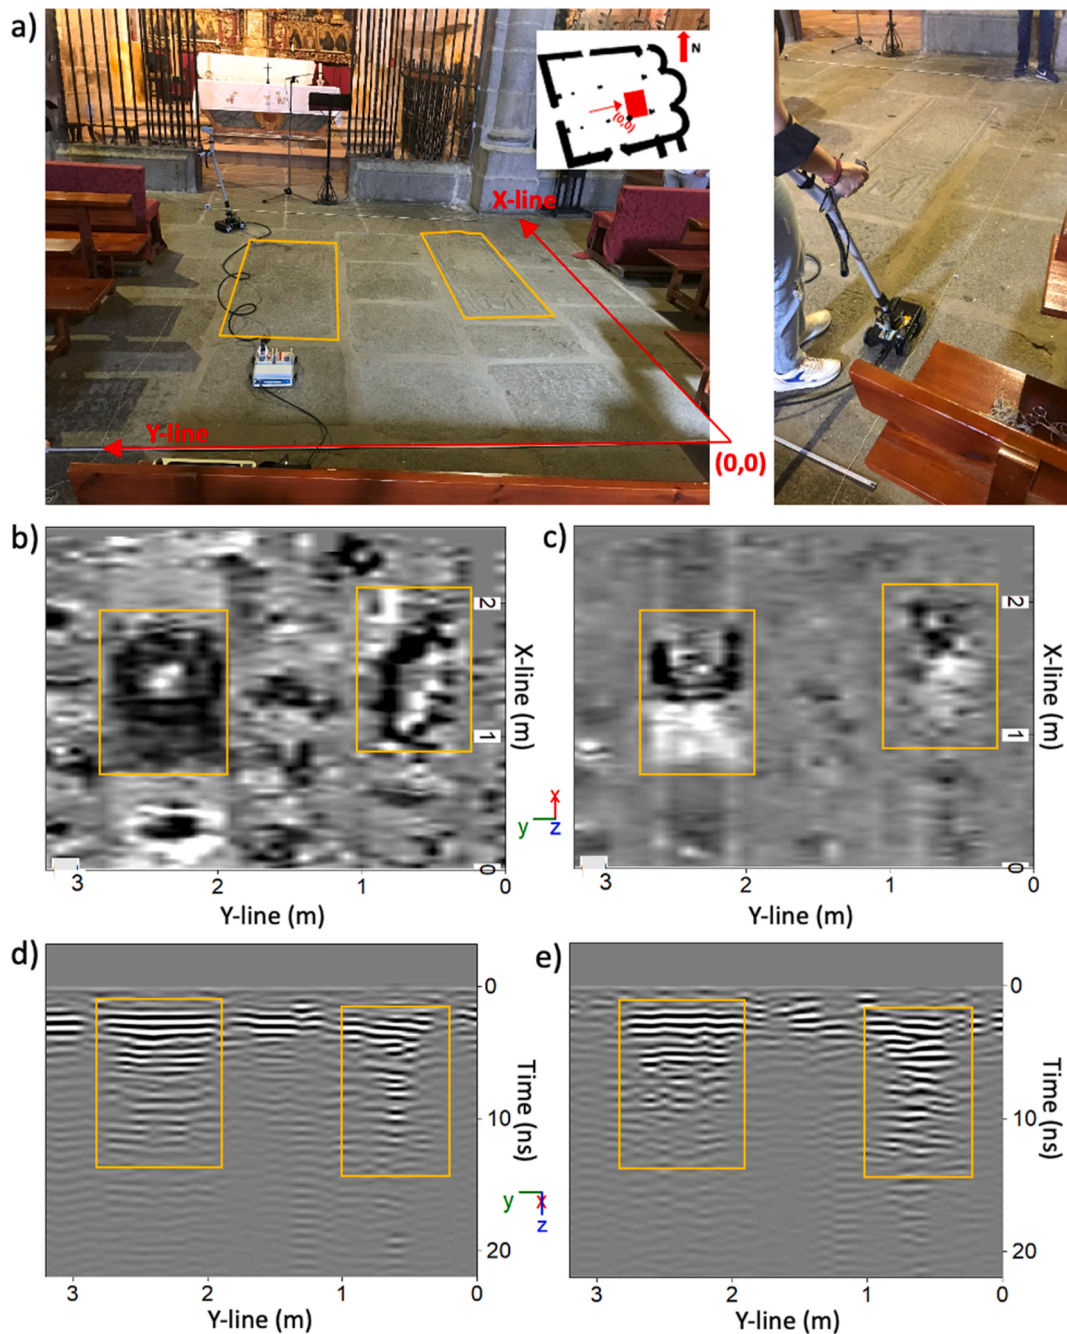 a)
N
(0,0)
X-line
Y-line
(0,0)
b)
2
1
0
X-line (m)
3
2
1
0
Y-line (m)
c)
2
1
0
X-line (m)
3
2
1
0
Y-line (m)
x
y
z
d)
0
10
20
Time (ns)
3
2
1
0
Y-line (m)
e)
0
10
20
Time (ns)
3
2
1
0
Y-line (m)
y
x
z